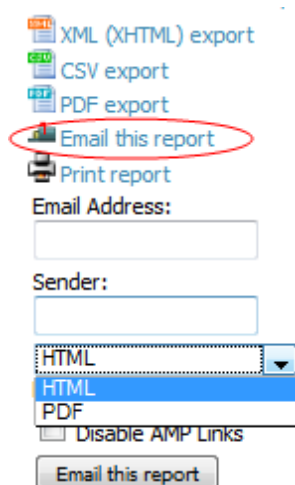 XML (XHTML) export
CSV export
PDF export
Email this report
Print report
Email Address:
Sender:
HTML
HTML
PDF
Disable AMP Links
Email this report